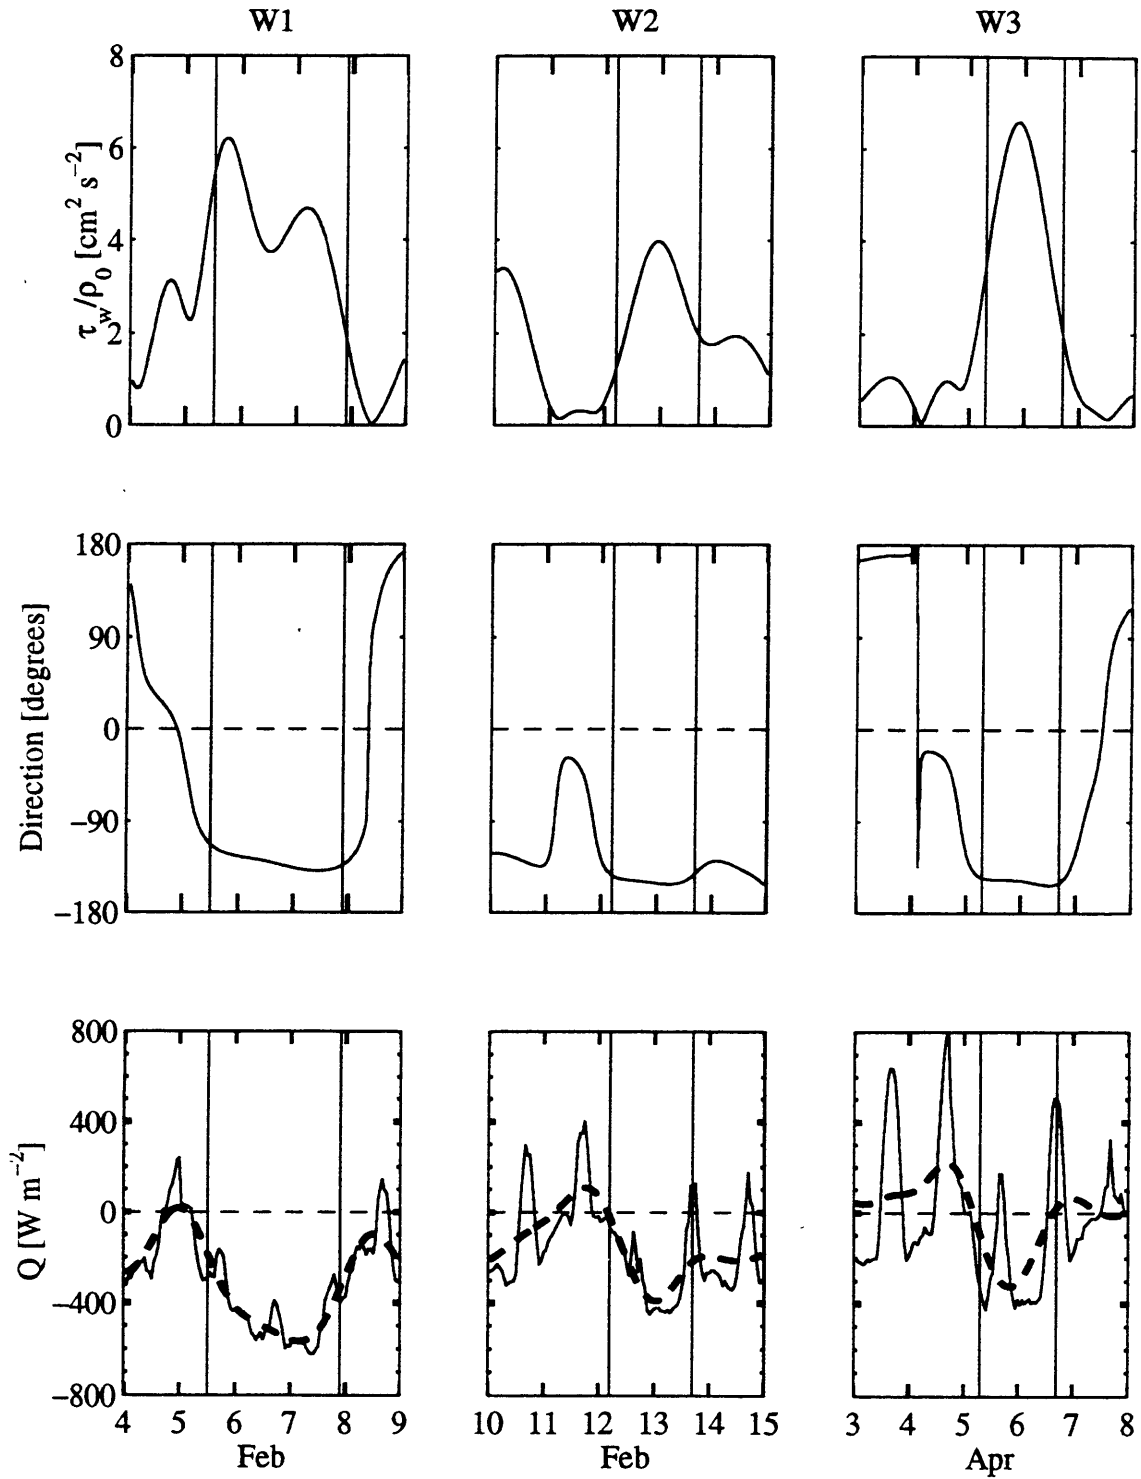 W1 W2 W3
8
6
4
2
0
τw/ρ0 [cm² s⁻²]
180
90
0
−90
−180
Direction [degrees]
800
400
0
−400
−800
Q [W m⁻²]
4 5 6 7 8 9
Feb
10 11 12 13 14 15
Feb
3 4 5 6 7 8
Apr